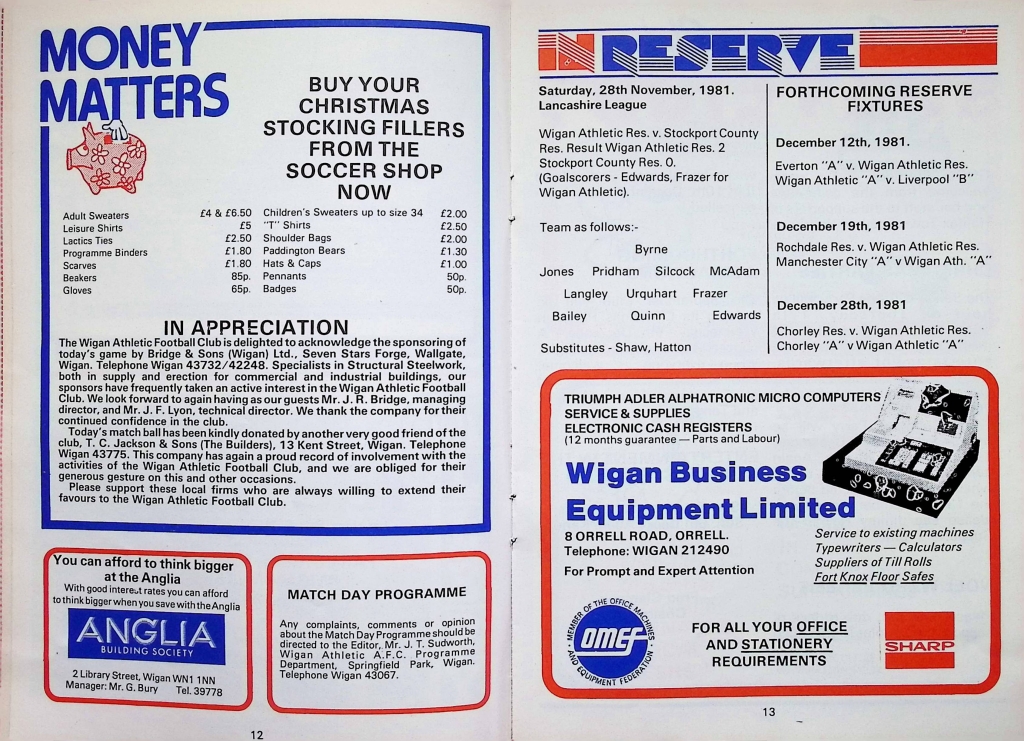 MONEY
MATTERS
BUY YOUR
CHRISTMAS
STOCKING FILLERS
FROM THE
SOCCER SHOP
NOW
Adult Sweaters £4 & £6.50
Leisure Shirts £5
Lactics Ties £2.50
Programme Binders £1.80
Scarves £1.80
Beakers 85p.
Gloves 65p.
Children's Sweaters up to size 34 £2.00
"T" Shirts £2.50
Shoulder Bags £2.00
Paddington Bears £1.30
Hats & Caps £1.00
Pennants 50p.
Badges 50p.
IN APPRECIATION
The Wigan Athletic Football Club is delighted to acknowledge the sponsoring of
today's game by Bridge & Sons (Wigan) Ltd., Seven Stars Forge, Wallgate,
Wigan. Telephone Wigan 43732/42248. Specialists in Structural Steelwork,
both in supply and erection for commercial and industrial buildings, our
sponsors have frequently taken an active interest in the Wigan Athletic Football
Club. We look forward to again having as our guests Mr. J. R. Bridge, managing
director, and Mr. J. F. Lyon, technical director. We thank the company for their
continued confidence in the club.
Today's match ball has been kindly donated by another very good friend of the
club, T. C. Jackson & Sons (The Builders), 13 Kent Street, Wigan. Telephone
Wigan 43775. This company has again a proud record of involvement with the
activities of the Wigan Athletic Football Club, and we are obliged for their
generous gesture on this and other occasions.
Please support these local firms who are always willing to extend their
favours to the Wigan Athletic Football Club.
You can afford to think bigger
at the Anglia
With good interest rates you can afford
to think bigger when you save with the Anglia
ANGLIA
BUILDING SOCIETY
2 Library Street, Wigan WN1 1NN
Manager: Mr. G. Bury Tel. 39778
MATCH DAY PROGRAMME
Any complaints, comments or opinion
about the Match Day Programme should be
directed to the Editor, Mr. J. T. Sudworth,
Wigan Athletic A.F.C. Programme
Department, Springfield Park, Wigan.
Telephone Wigan 43067.
12
IN RESERVE
Saturday, 28th November, 1981.
Lancashire League
Wigan Athletic Res. v. Stockport County
Res. Result Wigan Athletic Res. 2
Stockport County Res. 0.
(Goalscorers - Edwards, Frazer for
Wigan Athletic).
Team as follows:-
Byrne
Jones Pridham Silcock McAdam
Langley Urquhart Frazer
Bailey Quinn Edwards
Substitutes - Shaw, Hatton
FORTHCOMING RESERVE
FIXTURES
December 12th, 1981.
Everton "A" v. Wigan Athletic Res.
Wigan Athletic "A" v. Liverpool "B"
December 19th, 1981
Rochdale Res. v. Wigan Athletic Res.
Manchester City "A" v Wigan Ath. "A"
December 28th, 1981
Chorley Res. v. Wigan Athletic Res.
Chorley "A" v Wigan Athletic "A"
TRIUMPH ADLER ALPHATRONIC MICRO COMPUTERS
SERVICE & SUPPLIES
ELECTRONIC CASH REGISTERS
(12 months guarantee — Parts and Labour)
Wigan Business
Equipment Limited
8 ORRELL ROAD, ORRELL.
Telephone: WIGAN 212490
For Prompt and Expert Attention
Service to existing machines
Typewriters — Calculators
Suppliers of Till Rolls
Fort Knox Floor Safes
MEMBER OF THE OFFICE MACHINES
omef
AND EQUIPMENT FEDERATION
FOR ALL YOUR OFFICE
AND STATIONERY
REQUIREMENTS
SHARP
13